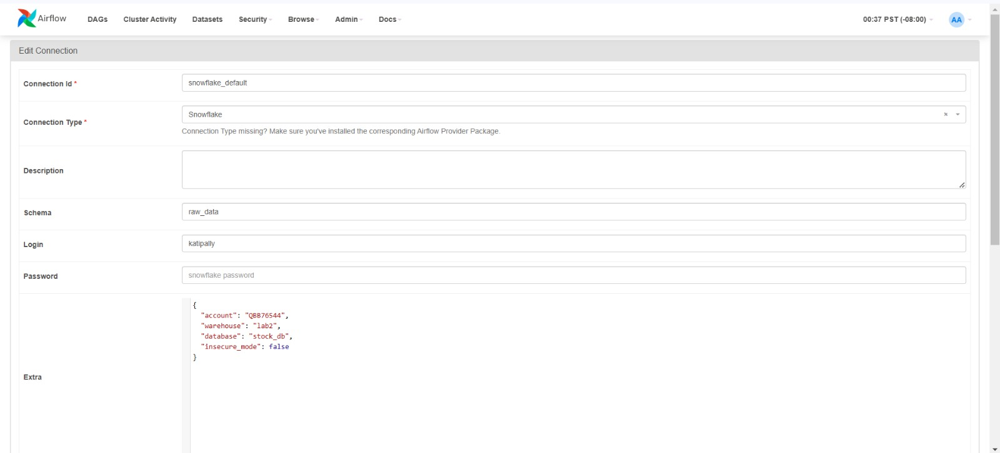 Airflow DAGs Cluster Activity Datasets Security Browse Admin Docs 00:37 PST (-08:00) AA
Edit Connection
Connection Id * snowflake_default
Connection Type * Snowflake × 
Connection Type missing? Make sure you've installed the corresponding Airflow Provider Package.
Description
Schema raw_data
Login katipally
Password snowflake password
Extra
{
"account": "QBB76544",
"warehouse": "lab2",
"database": "stock_db",
"insecure_mode": false
}